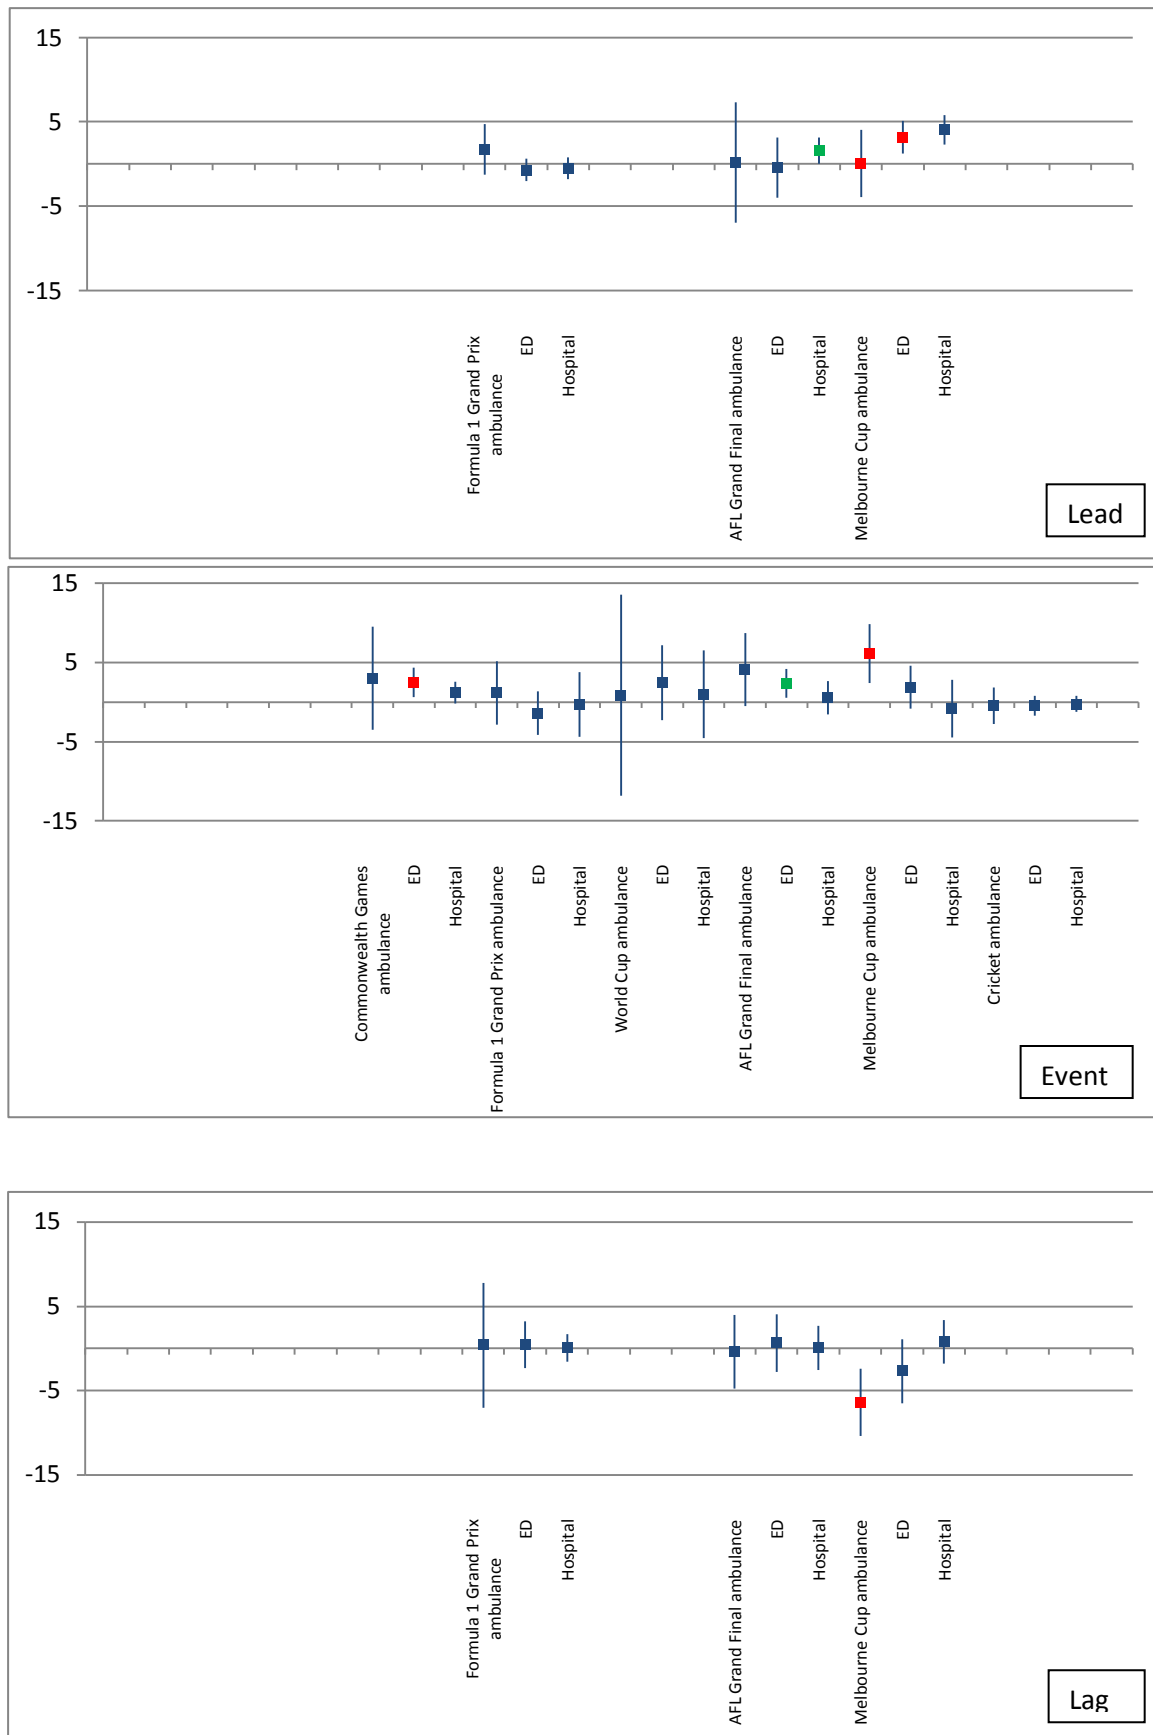 15
5
-5
-15
Formula 1 Grand Prix
ambulance
ED
Hospital
AFL Grand Final ambulance
ED
Hospital
Melbourne Cup ambulance
ED
Hospital
Lead
15
5
-5
-15
Commonwealth Games
ambulance
ED
Hospital
Formula 1 Grand Prix ambulance
ED
Hospital
World Cup ambulance
ED
Hospital
AFL Grand Final ambulance
ED
Hospital
Melbourne Cup ambulance
ED
Hospital
Cricket ambulance
ED
Hospital
Event
15
5
-5
-15
Formula 1 Grand Prix
ambulance
ED
Hospital
AFL Grand Final ambulance
ED
Hospital
Melbourne Cup ambulance
ED
Hospital
Lag